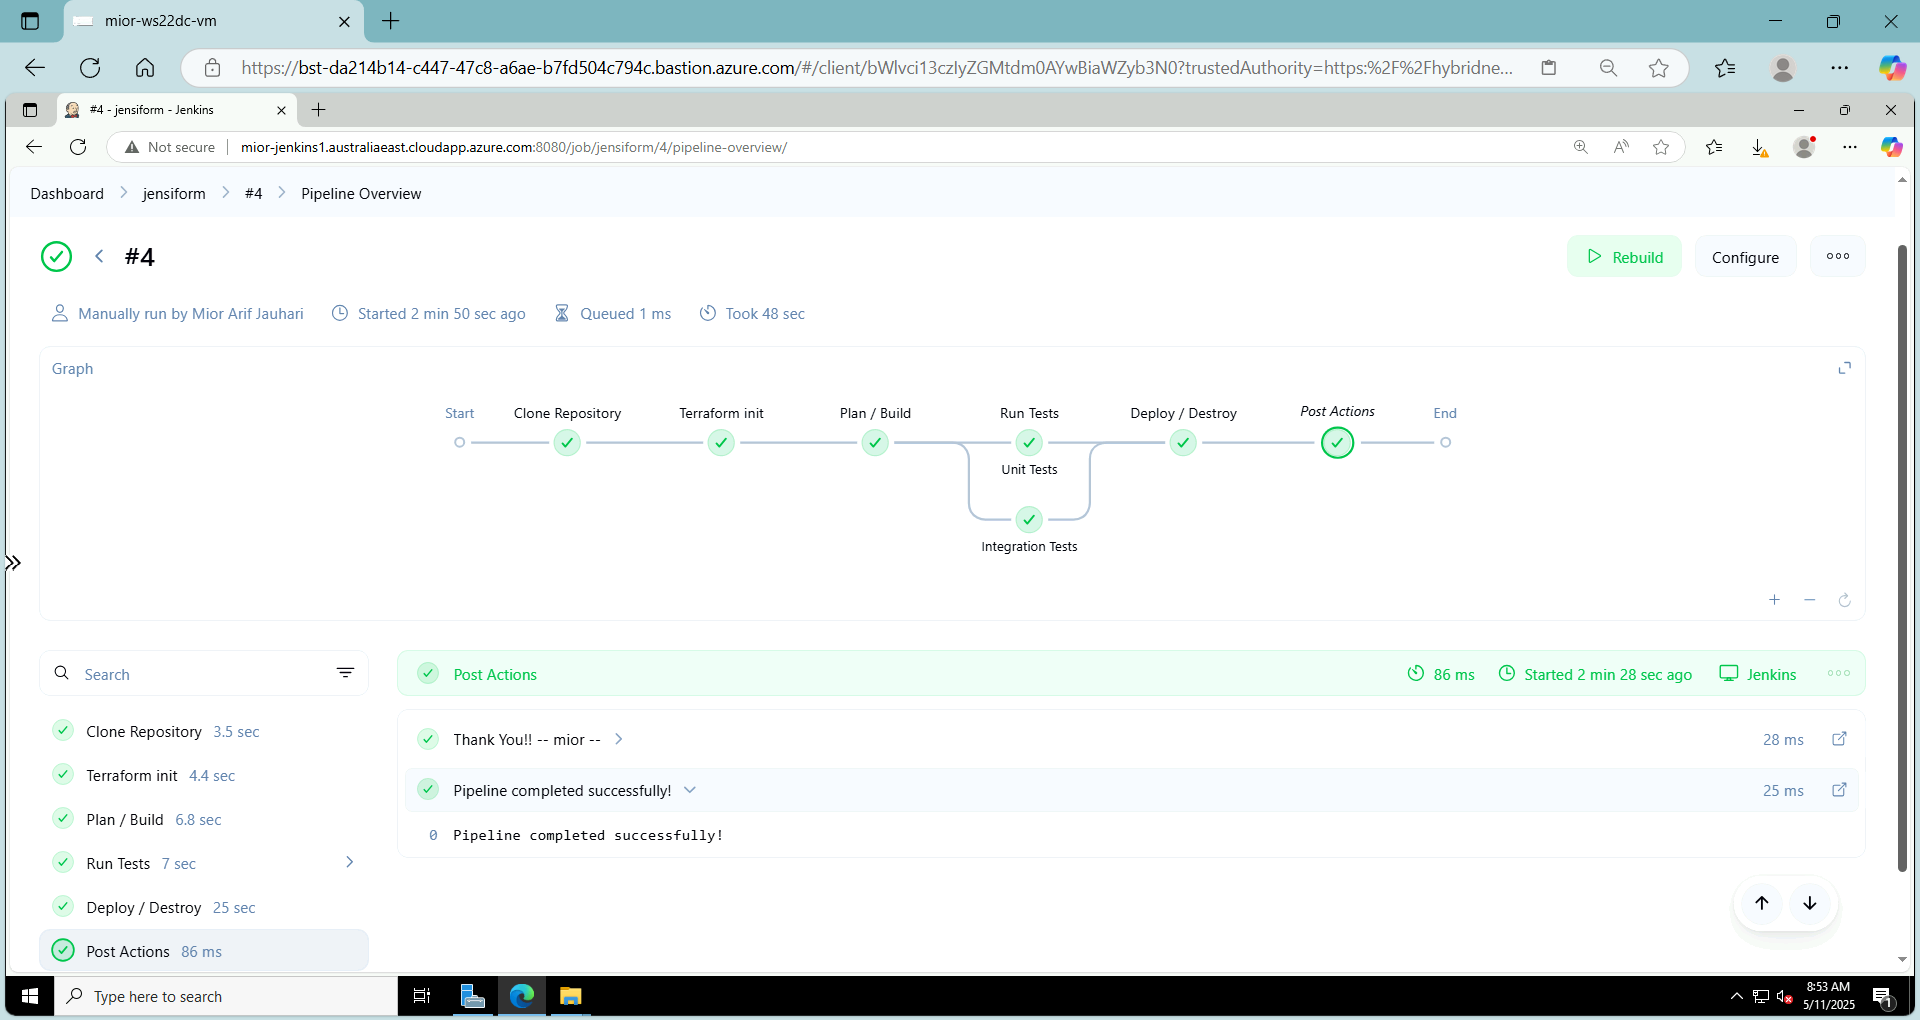 mior-ws22dc-vm
https://bst-da214b14-c447-47c8-a6ae-b7fd504c794c.bastion.azure.com/#/client/bWlvci13czIyZGMtdm0AYwBiaWZyb3N0?trustedAuthority=https:%2F%2Fhybridne...
#4 - jensiform - Jenkins
Not secure
mior-jenkins1.australiaeast.cloudapp.azure.com:8080/job/jensiform/4/pipeline-overview/
Dashboard
jensiform
#4
Pipeline Overview
#4
Rebuild
Configure
Manually run by Mior Arif Jauhari
Started 2 min 50 sec ago
Queued 1 ms
Took 48 sec
Graph
Start
Clone Repository
Terraform init
Plan / Build
Run Tests
Deploy / Destroy
Post Actions
End
Unit Tests
Integration Tests
Search
Post Actions
86 ms
Started 2 min 28 sec ago
Jenkins
Clone Repository 3.5 sec
Terraform init 4.4 sec
Plan / Build 6.8 sec
Run Tests 7 sec
Deploy / Destroy 25 sec
Post Actions 86 ms
Thank You!! -- mior --
28 ms
Pipeline completed successfully!
25 ms
0 Pipeline completed successfully!
Type here to search
8:53 AM
5/11/2025
1